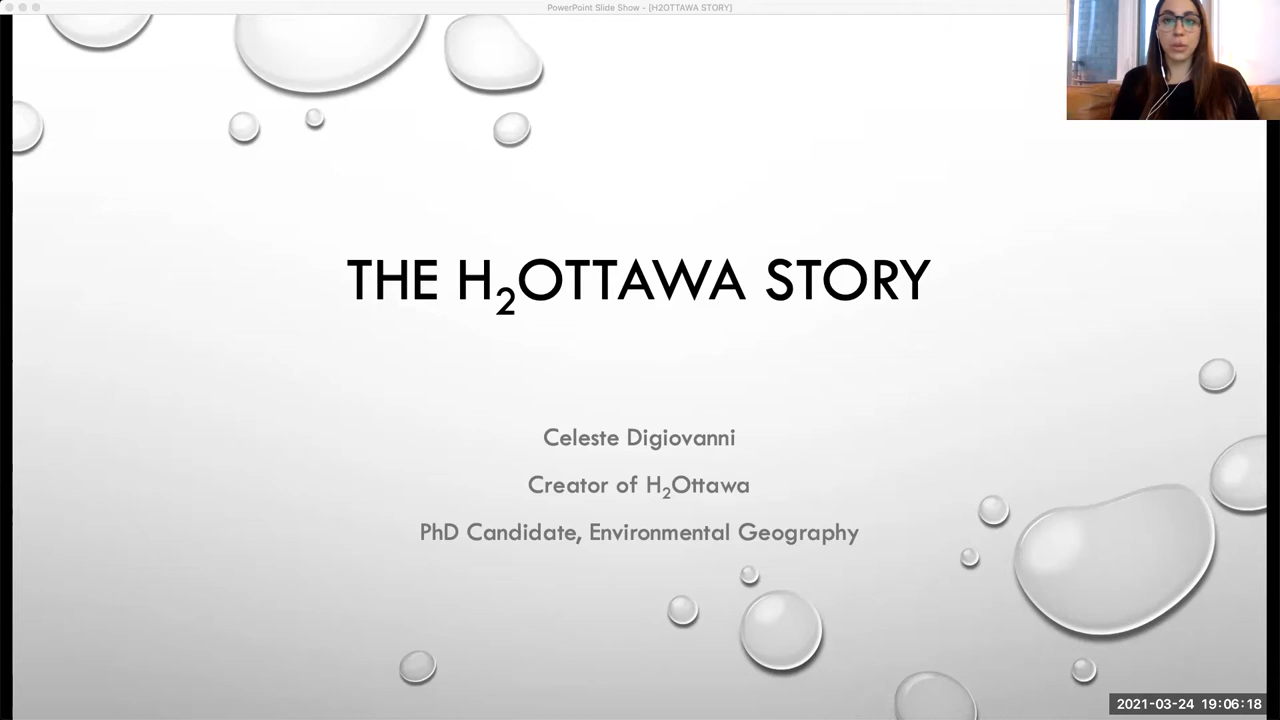 PowerPoint Slide Show - [H2OTTAWA STORY]
THE H₂OTTAWA STORY
Celeste Digiovanni
Creator of H₂Ottawa
PhD Candidate, Environmental Geography
2021-03-24 19:06:18